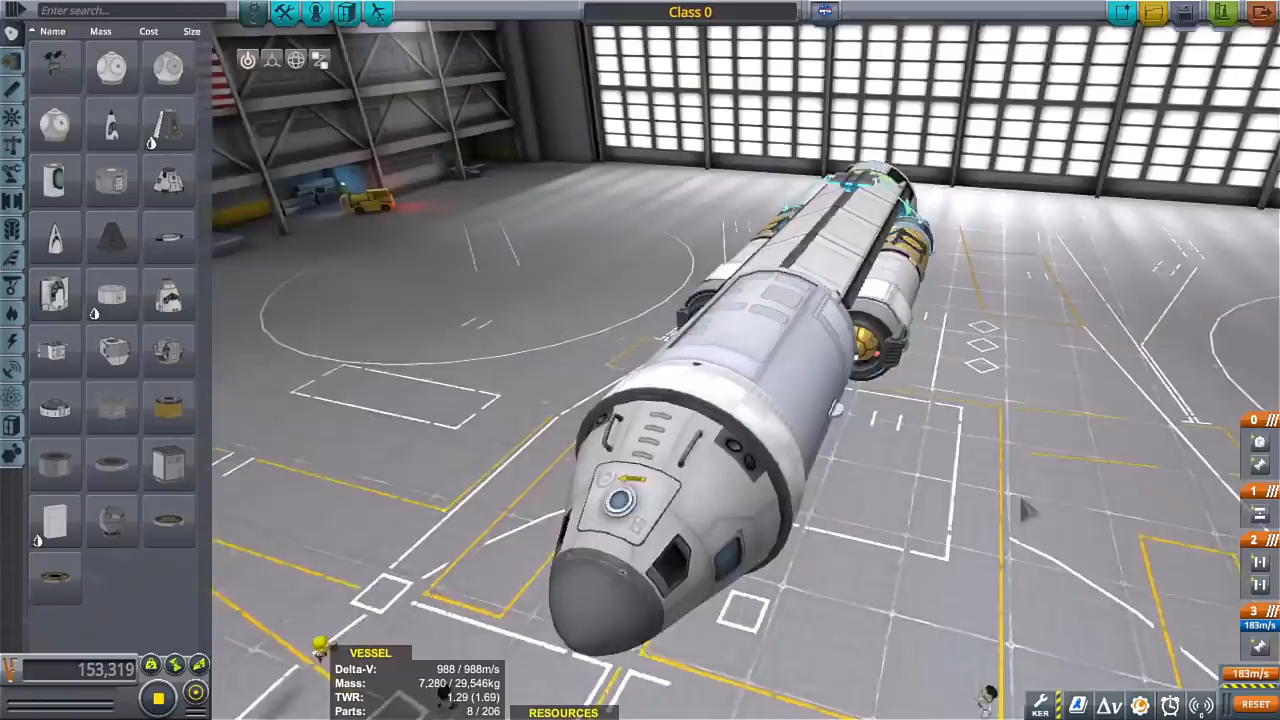 Enter search...
Class 0
Name Mass Cost Size
0
1
2
3
183m/s
153,319
VESSEL
Delta-V: 988 / 988m/s
Mass: 7,280 / 29,546kg
TWR: 1.29 (1.69)
Parts: 8 / 206
RESOURCES
183m/s
KER
Δv
RESET